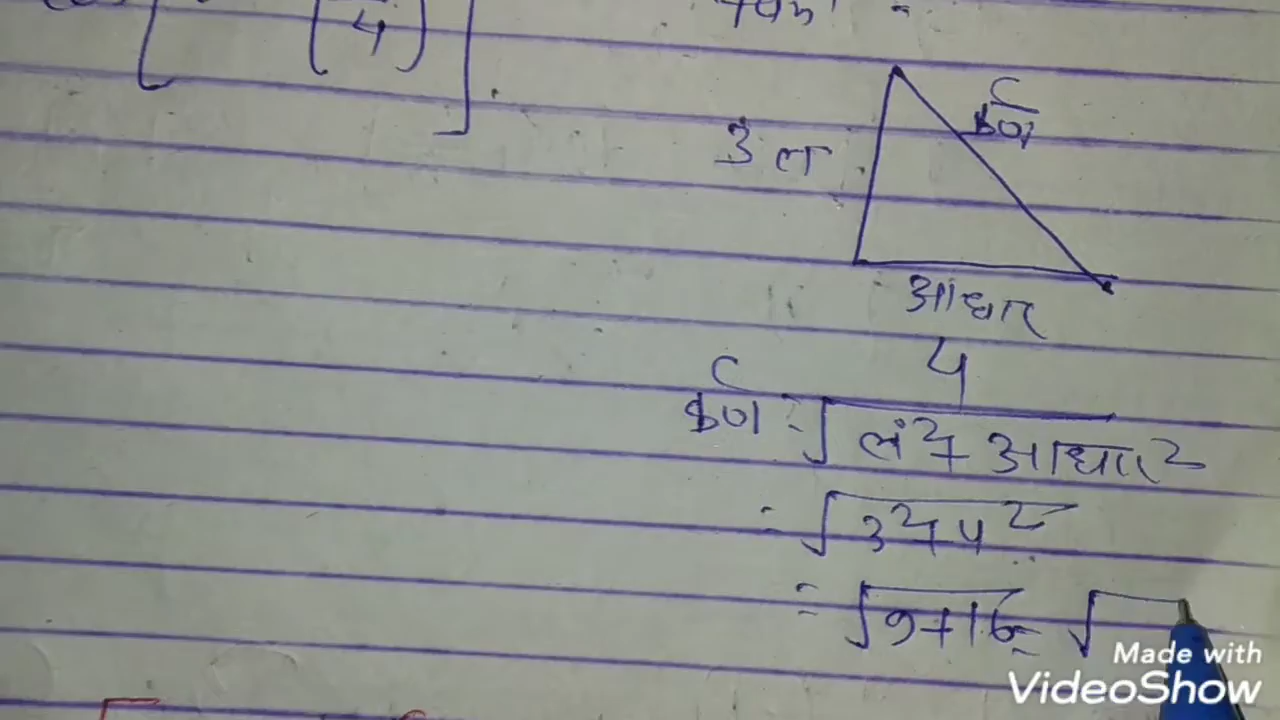 4
3 ल
कर्ण
आधार
4
कर्ण = √लं² + आधार²
= √3² + 4²
= √9 + 16 = √
Made with
VideoShow